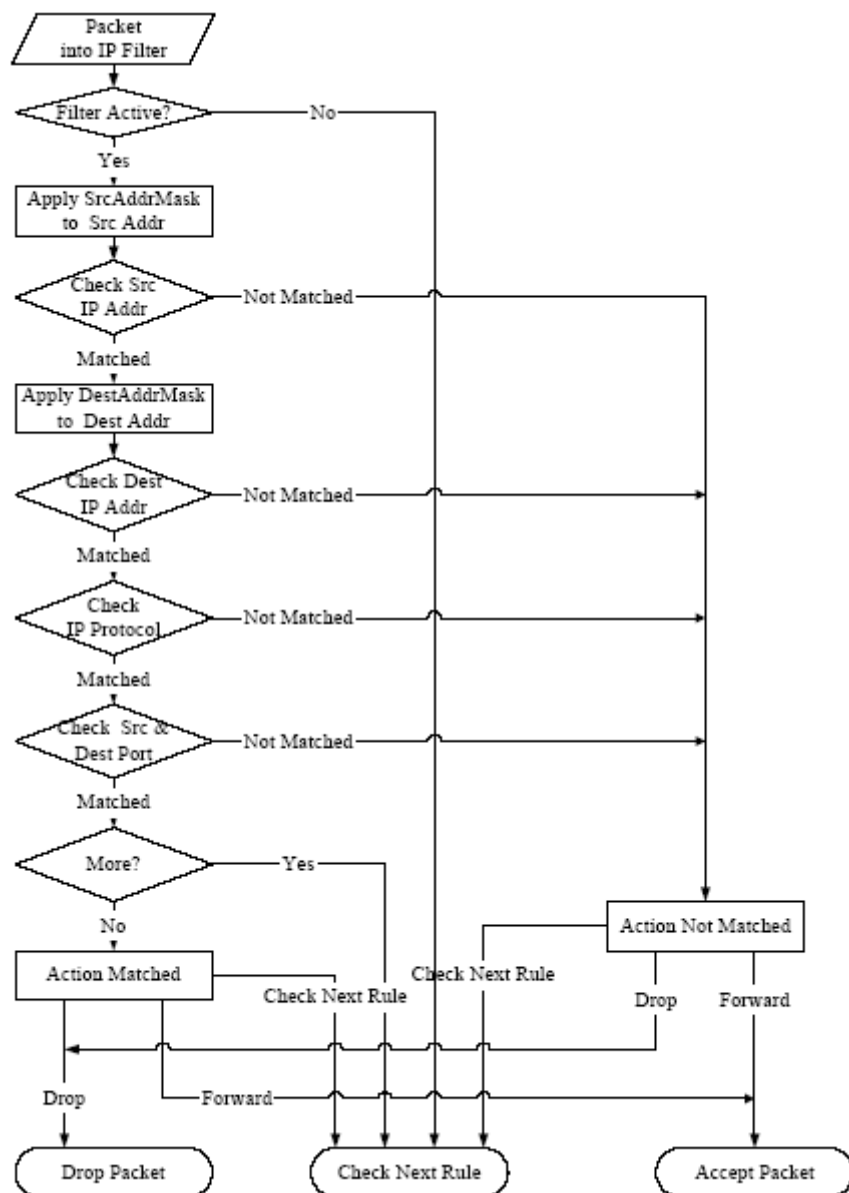 Packet
into IP Filter
Filter Active?
No
Yes
Apply SrcAddrMask
to Src Addr
Check Src
IP Addr
Not Matched
Matched
Apply DestAddrMask
to Dest Addr
Check Dest
IP Addr
Not Matched
Matched
Check
IP Protocol
Not Matched
Matched
Check Src &
Dest Port
Not Matched
Matched
More?
Yes
No
Action Not Matched
Action Matched
Check Next Rule
Check Next Rule
Drop
Forward
Drop
Forward
Drop Packet
Check Next Rule
Accept Packet